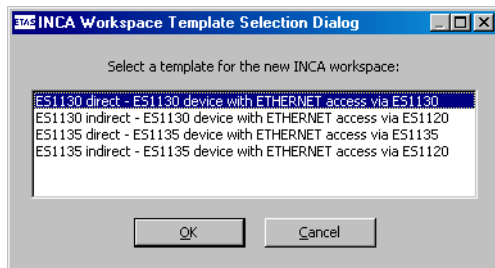 ETAS INCA Workspace Template Selection Dialog
Select a template for the new INCA workspace:
ES1130 direct - ES1130 device with ETHERNET access via ES1130
ES1130 indirect - ES1130 device with ETHERNET access via ES1120
ES1135 direct - ES1135 device with ETHERNET access via ES1135
ES1135 indirect - ES1135 device with ETHERNET access via ES1120
OK Cancel